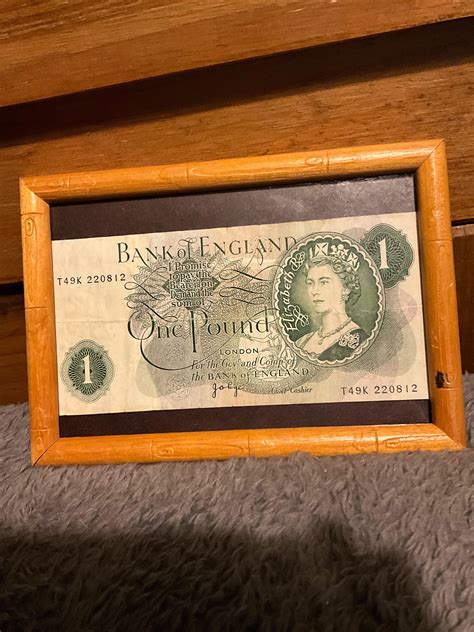 BANK OF ENGLAND
1
T49K 220812
I Promise
to pay the
Bearer on
Demand the
sum of
One Pound
Elizabeth R
LONDON
For the Govr and Compa of
the BANK of ENGLAND
Chief Cashier
1
T49K 220812